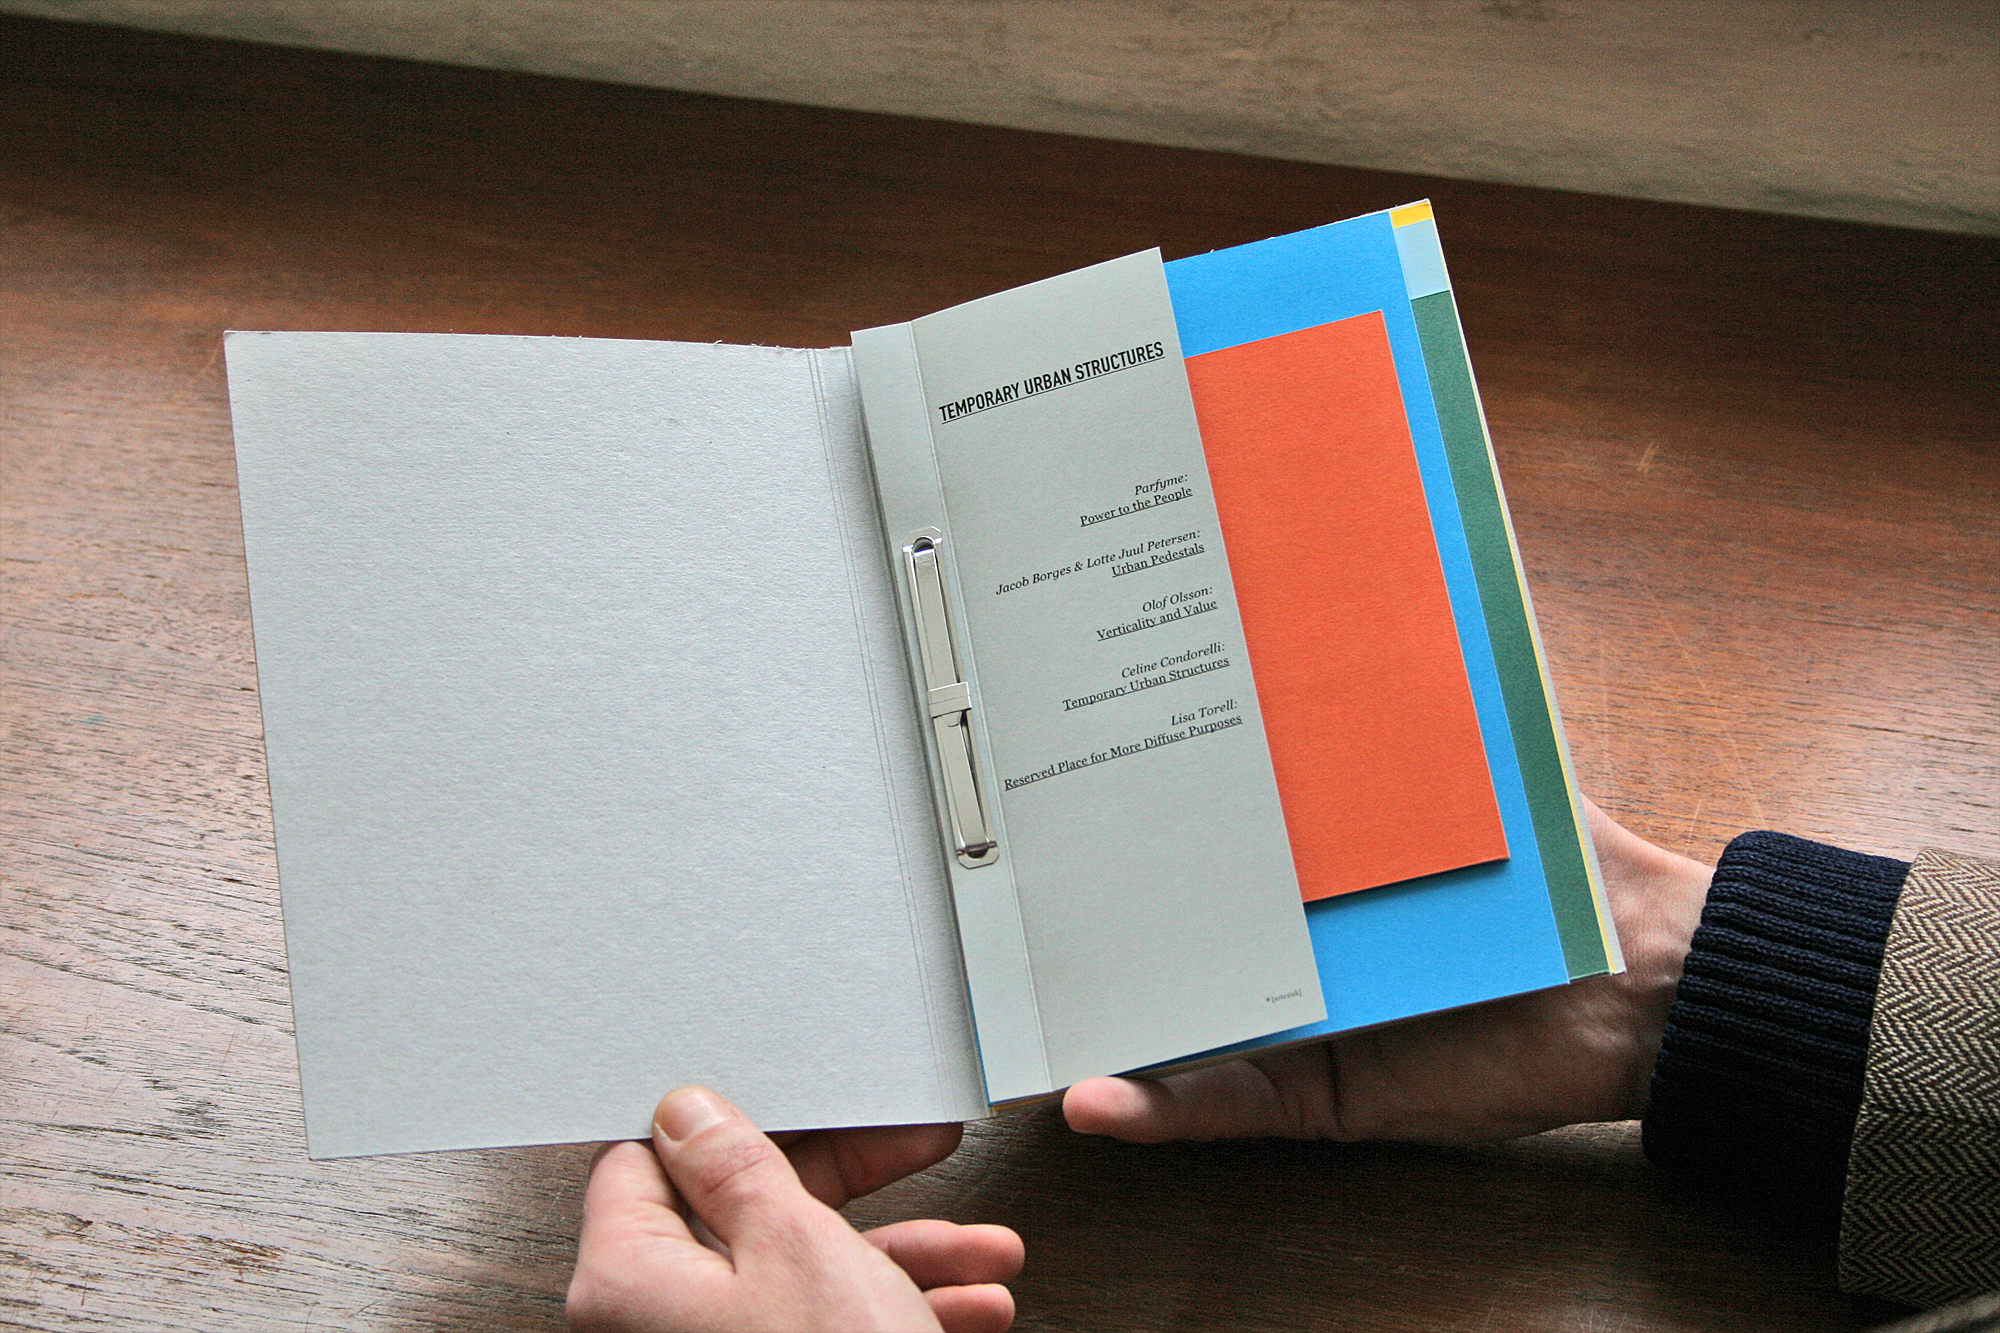 TEMPORARY URBAN STRUCTURES
Parfyme:
Power to the People
Jacob Borges & Lotte Juul Petersen:
Urban Pedestals
Olof Olsson:
Verticality and Value
Celine Condorelli:
Temporary Urban Structures
Lisa Torell:
Reserved Place for More Diffuse Purposes
*[asterisk]